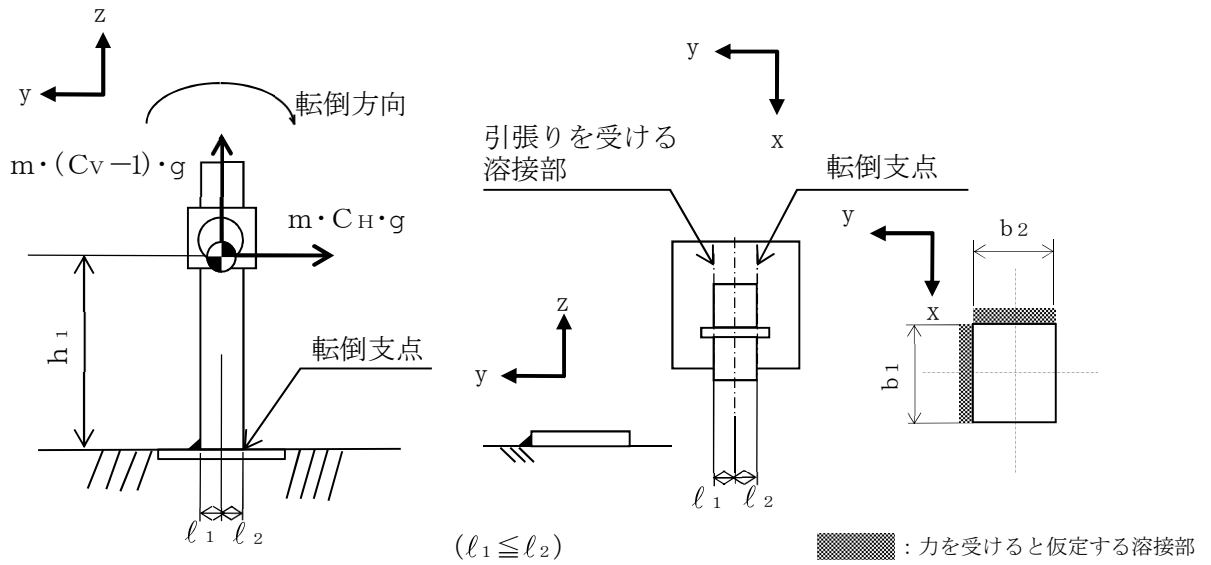 z
y
転倒方向
m・(CV－1)・g
m・CH・g
h1
転倒支点
ℓ1 ℓ2
y
x
引張りを受ける
溶接部
転倒支点
z
y
ℓ1 ℓ2
(ℓ1≦ℓ2)
y
x
b2
b1
：力を受けると仮定する溶接部